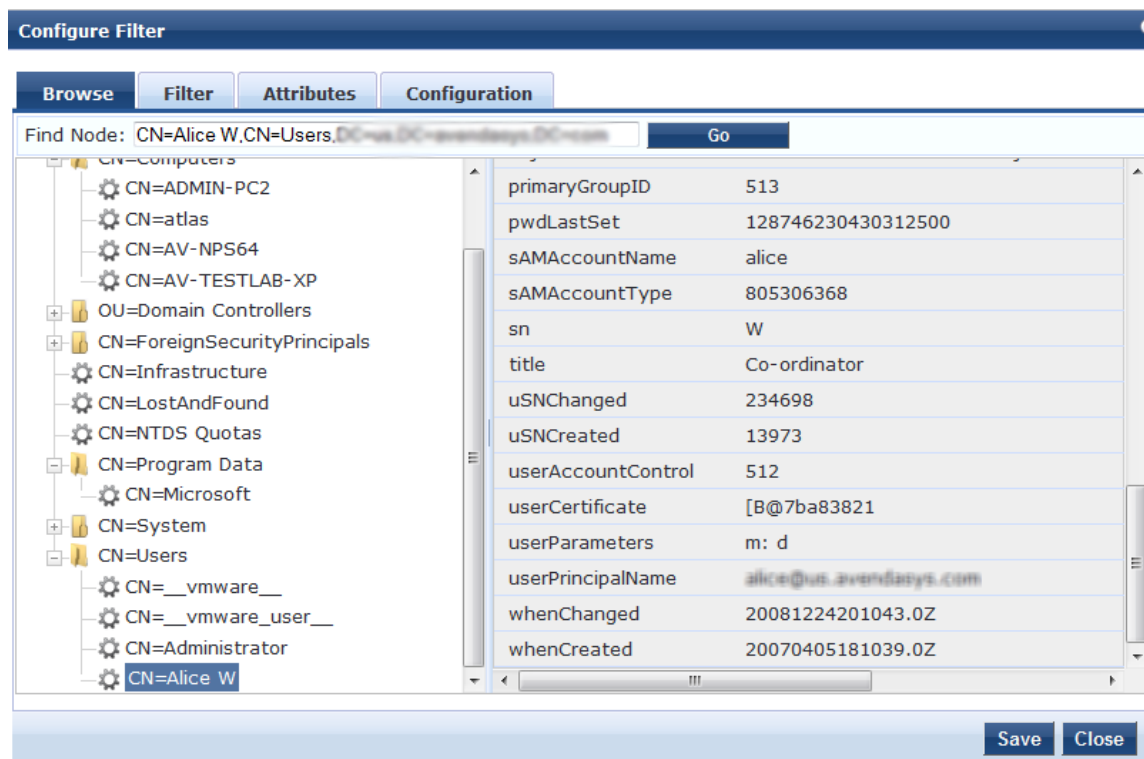 Configure Filter
Browse Filter Attributes Configuration
Find Node: CN=Alice W,CN=Users, Go
CN=Computers
CN=ADMIN-PC2
CN=atlas
CN=AV-NPS64
CN=AV-TESTLAB-XP
OU=Domain Controllers
CN=ForeignSecurityPrincipals
CN=Infrastructure
CN=LostAndFound
CN=NTDS Quotas
CN=Program Data
CN=Microsoft
CN=System
CN=Users
CN=__vmware__
CN=__vmware_user__
CN=Administrator
CN=Alice W
primaryGroupID 513
pwdLastSet 128746230430312500
sAMAccountName alice
sAMAccountType 805306368
sn W
title Co-ordinator
uSNChanged 234698
uSNCreated 13973
userAccountControl 512
userCertificate [B@7ba83821
userParameters m: d
userPrincipalName
whenChanged 20081224201043.0Z
whenCreated 20070405181039.0Z
Save Close